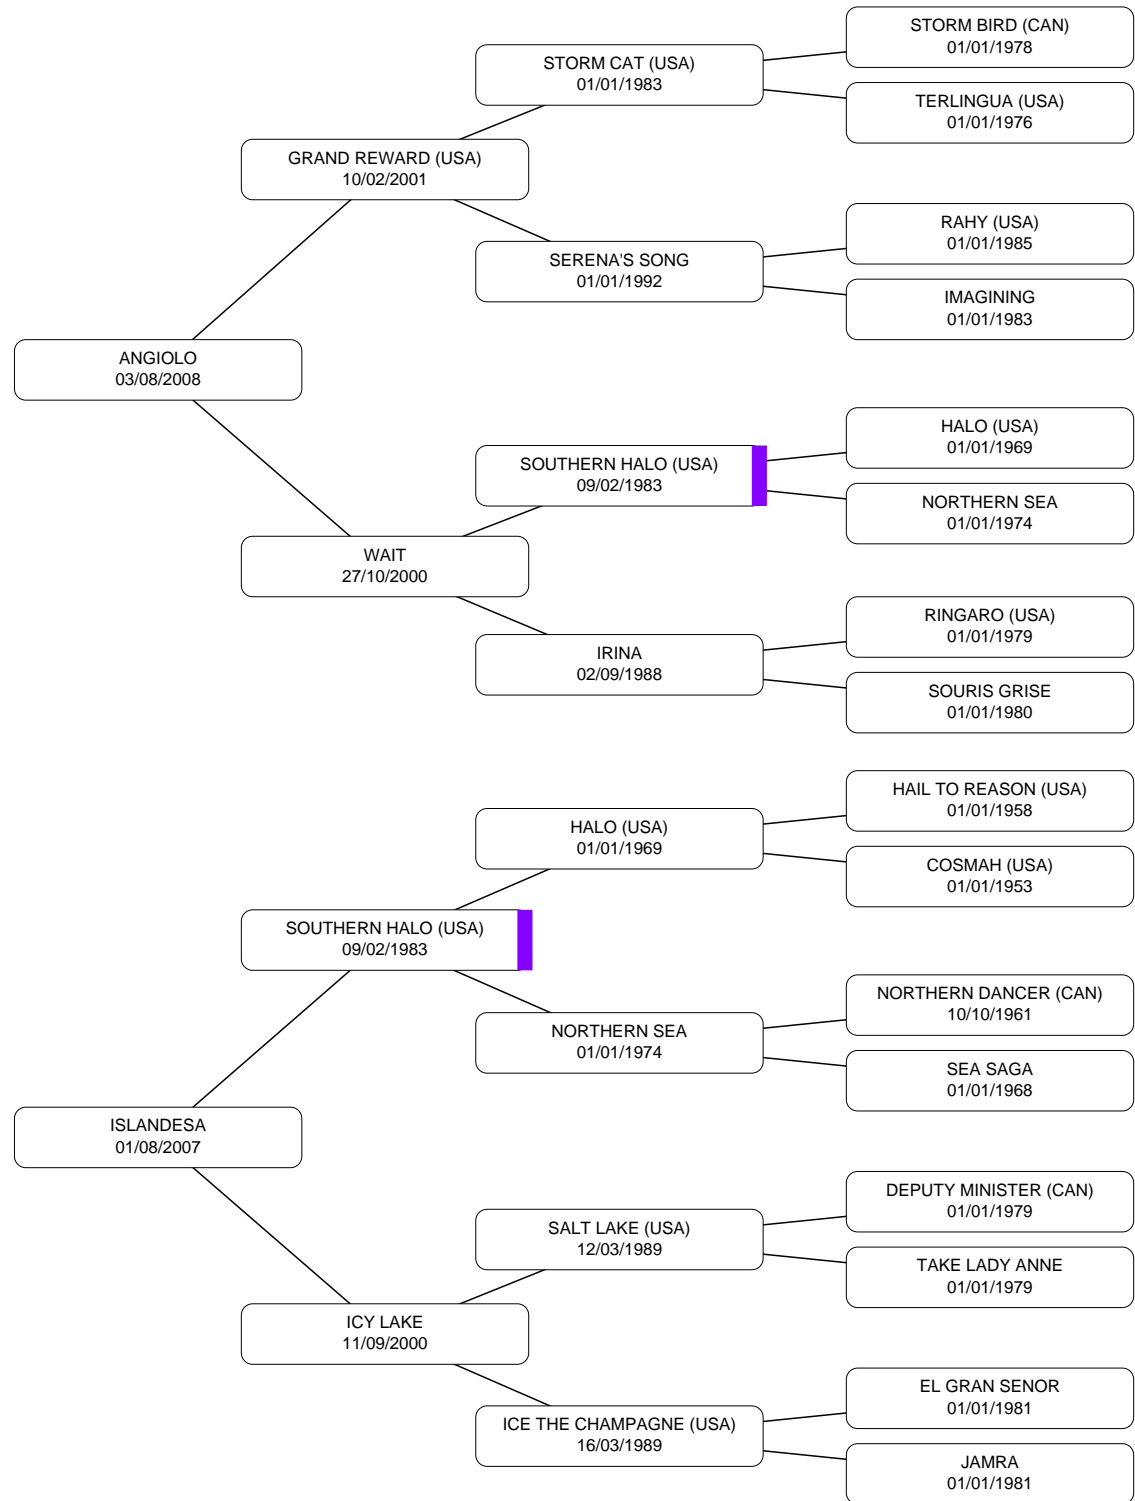 STORM BIRD (CAN)
01/01/1978
STORM CAT (USA)
01/01/1983
TERLINGUA (USA)
01/01/1976
GRAND REWARD (USA)
10/02/2001
RAHY (USA)
01/01/1985
SERENA'S SONG
01/01/1992
IMAGINING
01/01/1983
ANGIOLO
03/08/2008
HALO (USA)
01/01/1969
SOUTHERN HALO (USA)
09/02/1983
NORTHERN SEA
01/01/1974
WAIT
27/10/2000
RINGARO (USA)
01/01/1979
IRINA
02/09/1988
SOURIS GRISE
01/01/1980
HAIL TO REASON (USA)
01/01/1958
HALO (USA)
01/01/1969
COSMAH (USA)
01/01/1953
SOUTHERN HALO (USA)
09/02/1983
NORTHERN DANCER (CAN)
10/10/1961
NORTHERN SEA
01/01/1974
SEA SAGA
01/01/1968
ISLANDESA
01/08/2007
DEPUTY MINISTER (CAN)
01/01/1979
SALT LAKE (USA)
12/03/1989
TAKE LADY ANNE
01/01/1979
ICY LAKE
11/09/2000
EL GRAN SENOR
01/01/1981
ICE THE CHAMPAGNE (USA)
16/03/1989
JAMRA
01/01/1981